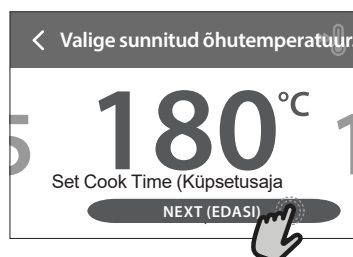 < Valige sunnitud õhutemperatuur.
5 180°C 1
Set Cook Time (Küpsetusaja
NEXT (EDASI)